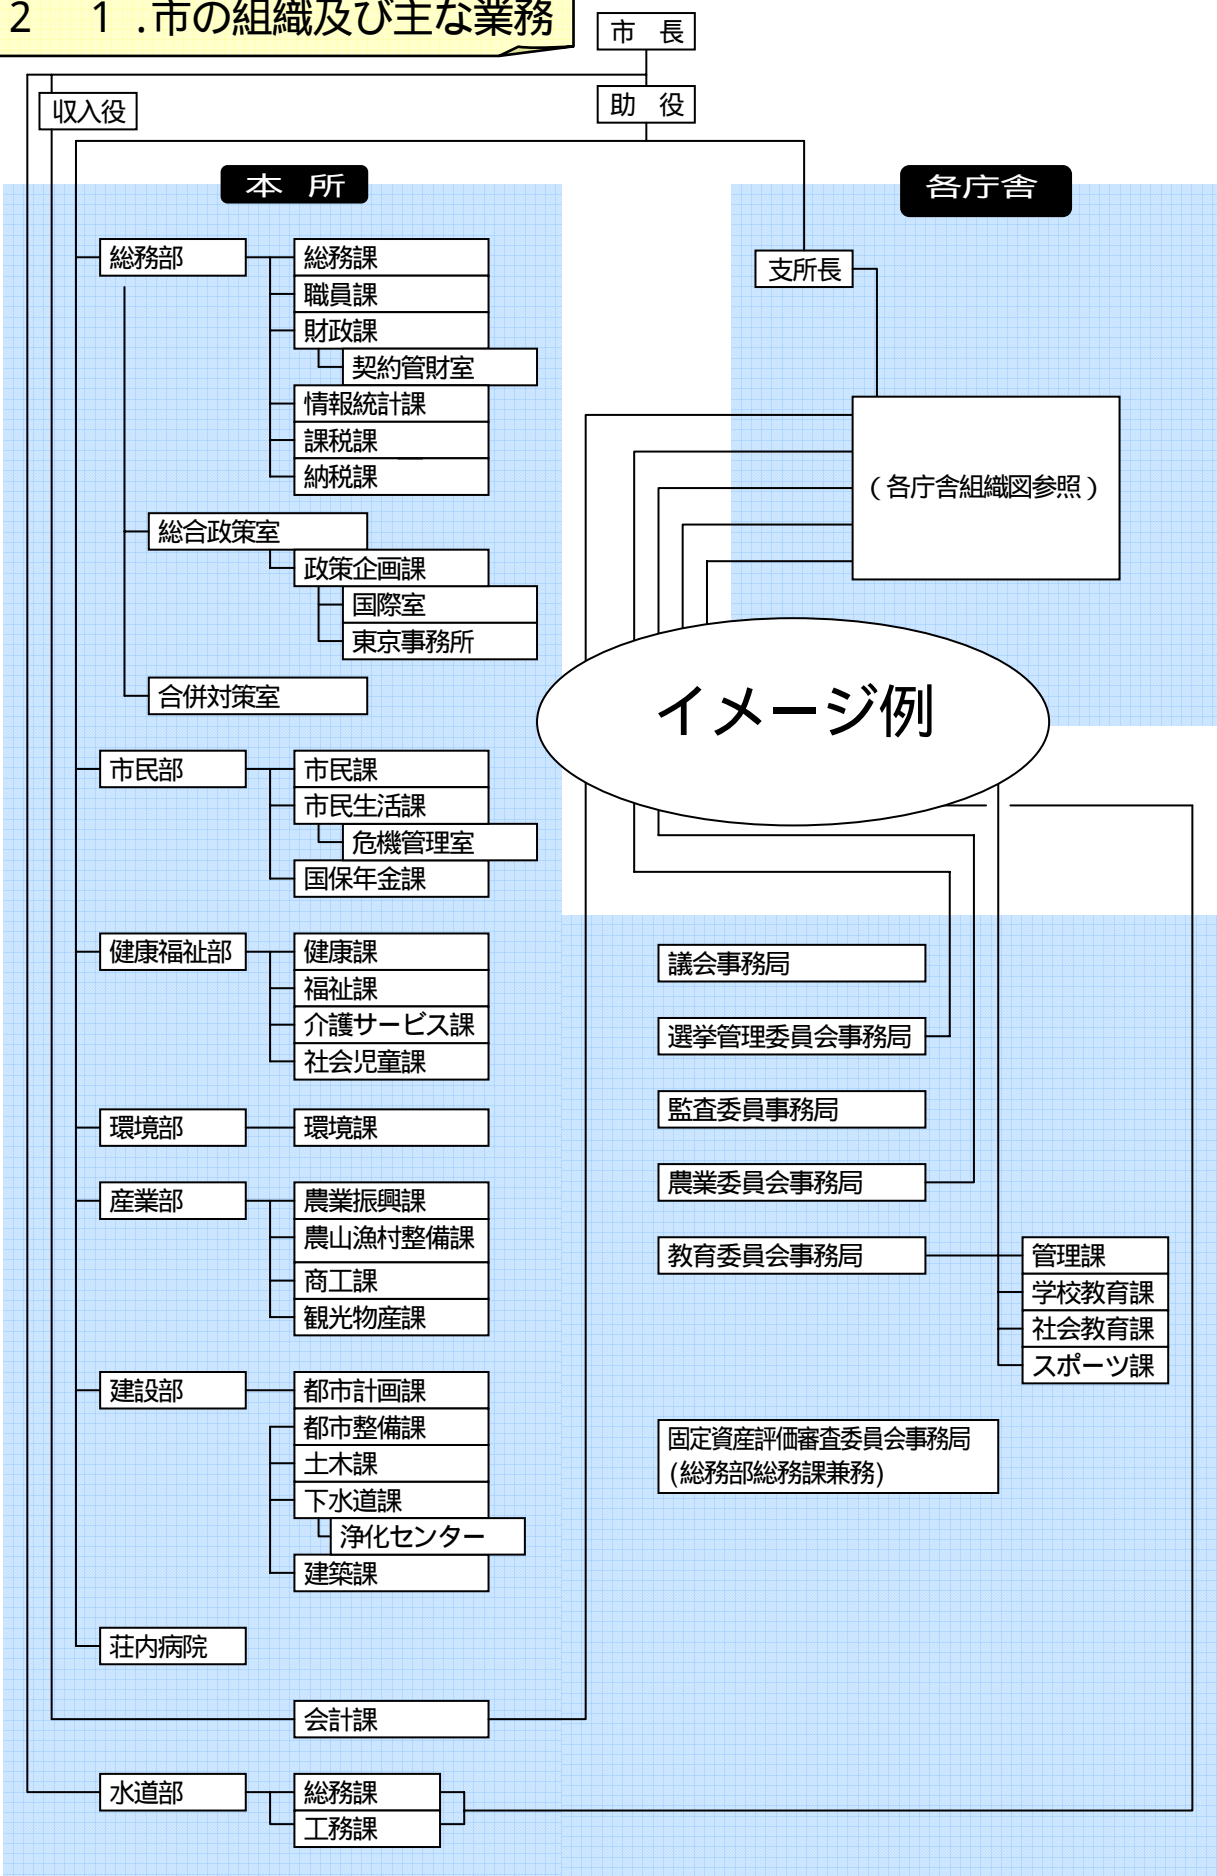 ２　１．市の組織及び主な業務
市　長
収入役
助　役
本　所
各庁舎
総務部
総務課
職員課
財政課
契約管財室
情報統計課
課税課
納税課
総合政策室
政策企画課
国際室
東京事務所
合併対策室
支所長
（各庁舎組織図参照）
イメージ例
市民部
市民課
市民生活課
危機管理室
国保年金課
健康福祉部
健康課
福祉課
介護サービス課
社会児童課
環境部
環境課
産業部
農業振興課
農山漁村整備課
商工課
観光物産課
建設部
都市計画課
都市整備課
土木課
下水道課
浄化センター
建築課
荘内病院
会計課
水道部
総務課
工務課
議会事務局
選挙管理委員会事務局
監査委員事務局
農業委員会事務局
教育委員会事務局
管理課
学校教育課
社会教育課
スポーツ課
固定資産評価審査委員会事務局
(総務部総務課兼務)